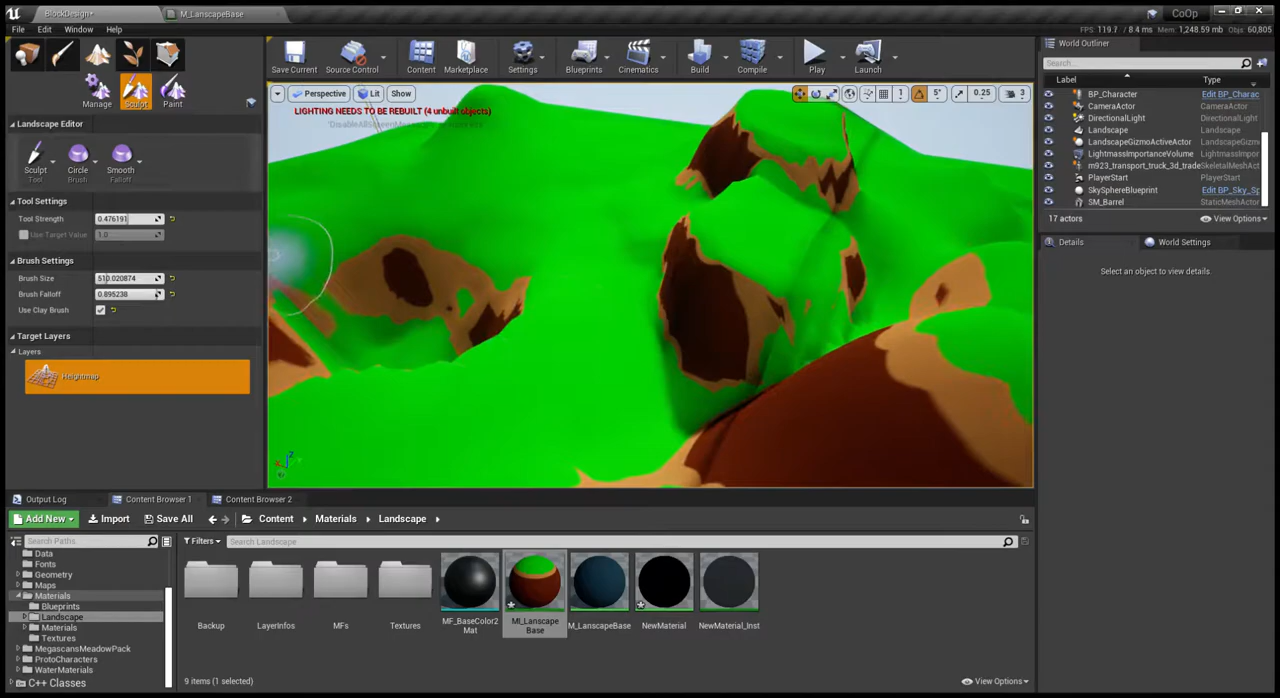 BlockDesign*
M_LanscapeBase
CoOp
File Edit Window Help
FPS: 119.7 / 8.4 ms Mem: 1,248.59 mb Objs: 60,805
Manage Sculpt Paint
Save Current Source Control Content Marketplace Settings Blueprints Cinematics Build Compile Play Launch
World Outliner
Search...
Label Type
BP_Character Edit BP_Charac
CameraActor CameraActor
DirectionalLight DirectionalLight
Landscape Landscape
LandscapeGizmoActiveActor LandscapeGizm
LightmassImportanceVolume LightmassImpor
m923_transport_truck_3d_trade SkeletalMeshAc
PlayerStart PlayerStart
SkySphereBlueprint Edit BP_Sky_Sp
SM_Barrel StaticMeshActo
17 actors View Options
Details World Settings
Select an object to view details.
Perspective Lit Show
1 5° 0.25 3
LIGHTING NEEDS TO BE REBUILT (4 unbuilt objects)
Landscape Editor
Sculpt Circle Smooth
Tool Brush Falloff
Tool Settings
Tool Strength 0.476191
Use Target Value 1.0
Brush Settings
Brush Size 510.020874
Brush Falloff 0.895238
Use Clay Brush
Target Layers
Layers
Heightmap
Output Log Content Browser 1 Content Browser 2
Add New Import Save All Content Materials Landscape
Search Paths
Filters Search Landscape
Data
Fonts
Geometry
Maps
Materials
Blueprints
Landscape
Materials
Textures
MegascansMeadowPack
ProtoCharacters
WaterMaterials
C++ Classes
Backup LayerInfos MFs Textures MF_BaseColor2 Mat MI_Lanscape Base M_LanscapeBase NewMaterial NewMaterial_Inst
9 items (1 selected) View Options